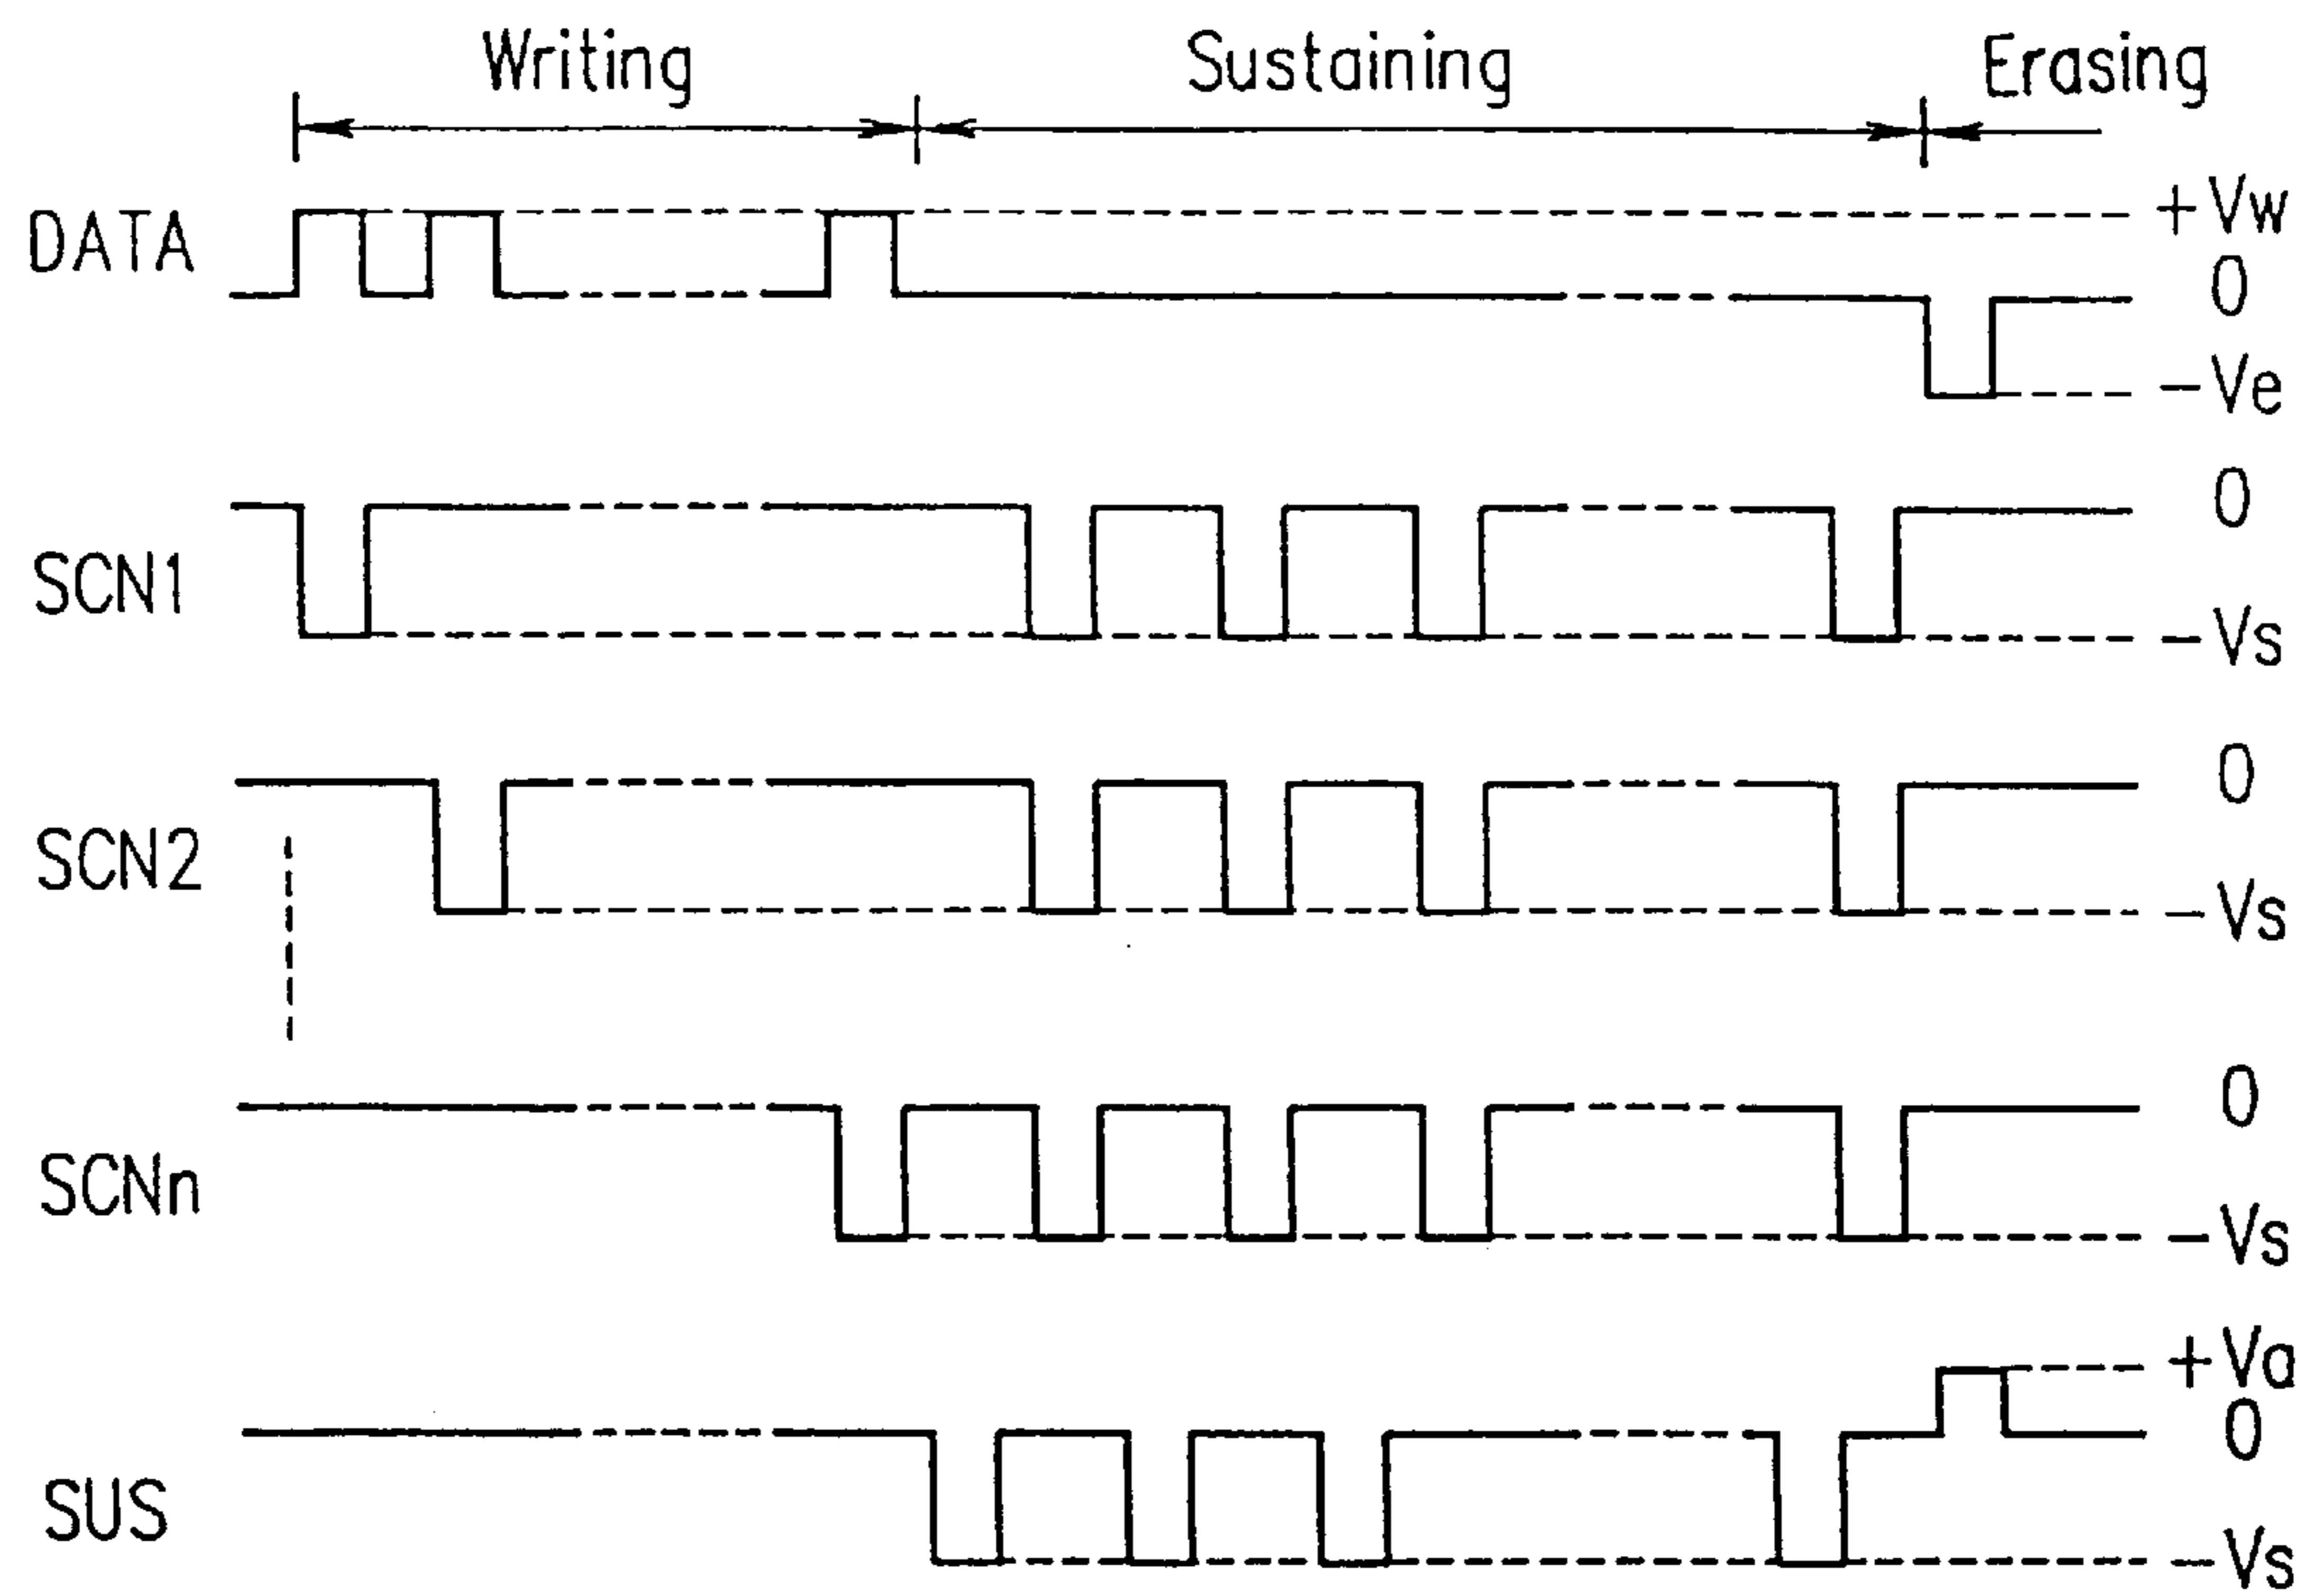 Writing Sustaining Erasing
DATA
+Vw
0
-Ve
SCN1
0
-Vs
SCN2
0
-Vs
SCNn
0
-Vs
SUS
+Va
0
-Vs